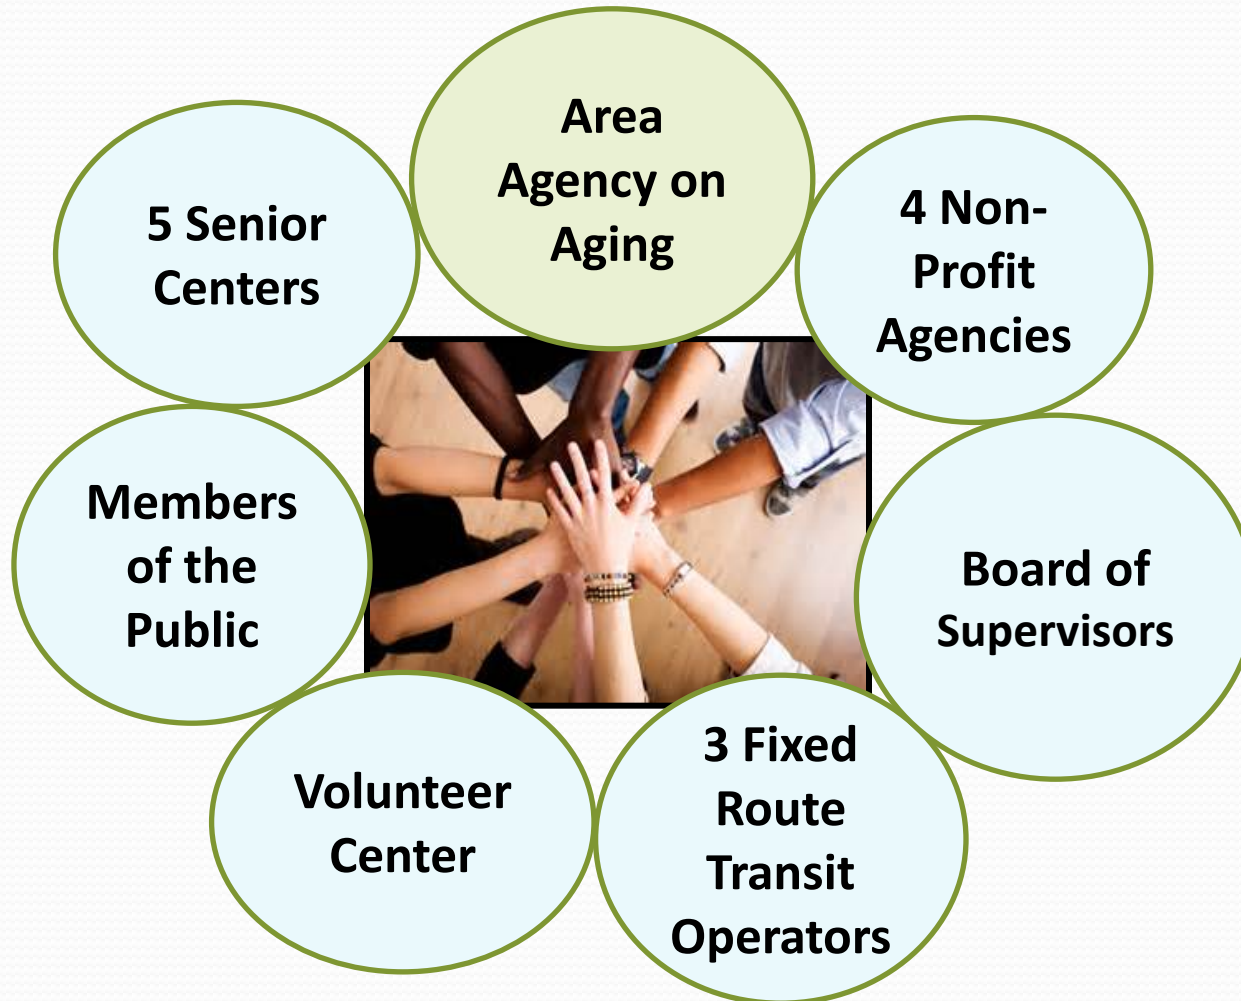 Area
Agency on
Aging
5 Senior
Centers
4 Non-
Profit
Agencies
Members
of the
Public
Board of
Supervisors
Volunteer
Center
3 Fixed
Route
Transit
Operators